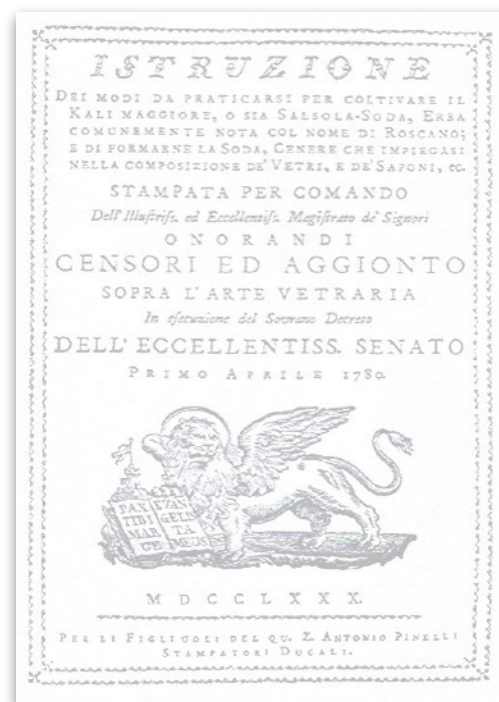 ISTRUZIONE
DEI MODI DA PRATICARSI PER COLTIVARE IL
KALI MAGGIORE, O SIA SALSOLA-SODA, ERBA
COMUNEMENTE NOTA COL NOME DI ROSCANO;
E DI FORMARNE LA SODA, CENERE CHE IMPIEGASI
NELLA COMPOSIZIONE DE' VETRI, E DE' SAPONI, ec.
STAMPATA PER COMANDO
Dell' Illustriss. ed Eccellentiss. Magistrato de' Signori
ONORANDI
CENSORI ED AGGIONTO
SOPRA L'ARTE VETRARIA
In esecuzione del Sovrano Decreto
DELL' ECCELLENTISS. SENATO
PRIMO APRILE 1780.
PAX EVAN
TIBI GELIS
MAR TA
CE MEUS
MDCCLXXX.
PER LI FIGLIUOLI DEL QU. Z. ANTONIO PINELLI
STAMPATORI DUCALI.